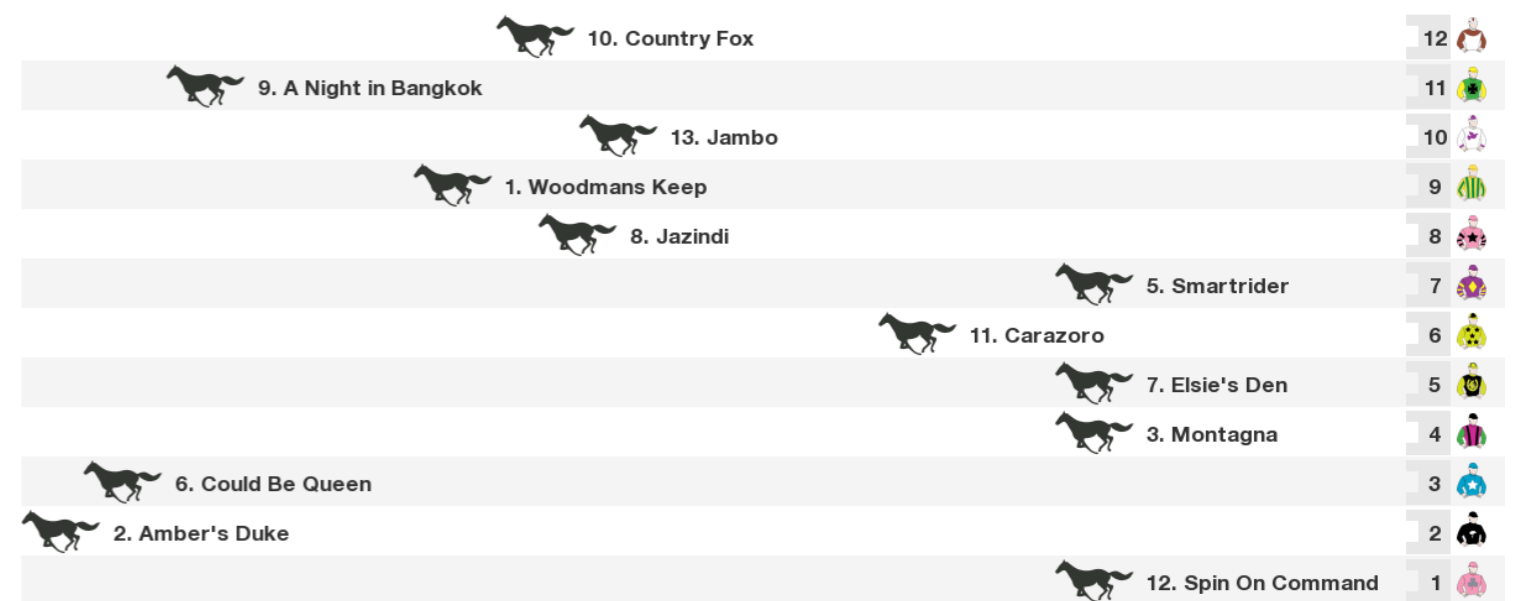 10. Country Fox 12
9. A Night in Bangkok 11
13. Jambo 10
1. Woodmans Keep 9
8. Jazindi 8
5. Smartrider 7
11. Carazoro 6
7. Elsie's Den 5
3. Montagna 4
6. Could Be Queen 3
2. Amber's Duke 2
12. Spin On Command 1